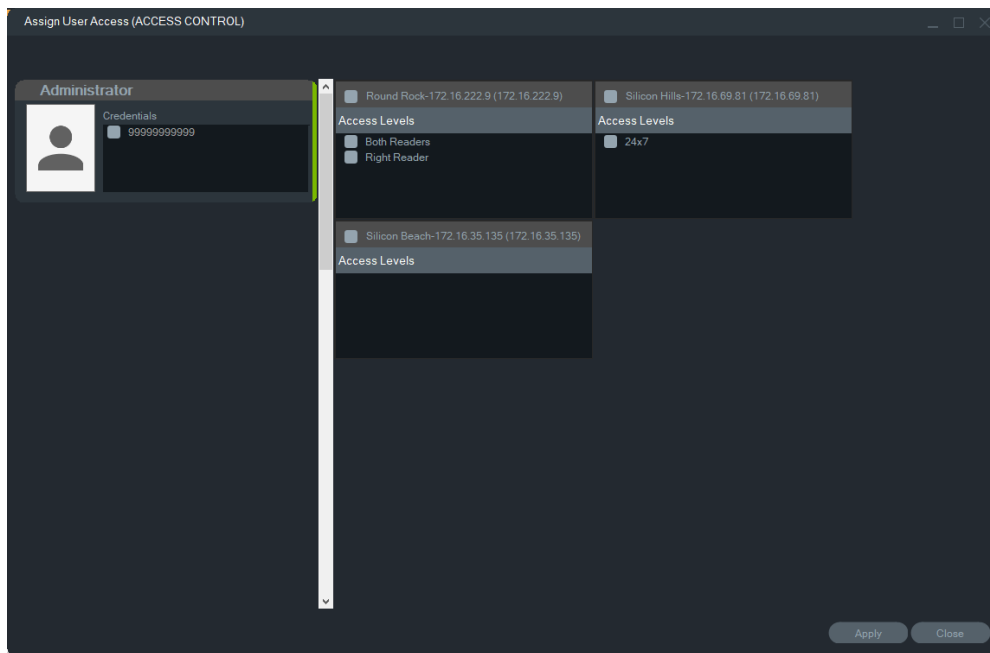 Assign User Access (ACCESS CONTROL)
Administrator
Credentials
99999999999
Round Rock-172.16.222.9 (172.16.222.9)
Access Levels
Both Readers
Right Reader
Silicon Hills-172.16.69.81 (172.16.69.81)
Access Levels
24x7
Silicon Beach-172.16.35.135 (172.16.35.135)
Access Levels
Apply
Close